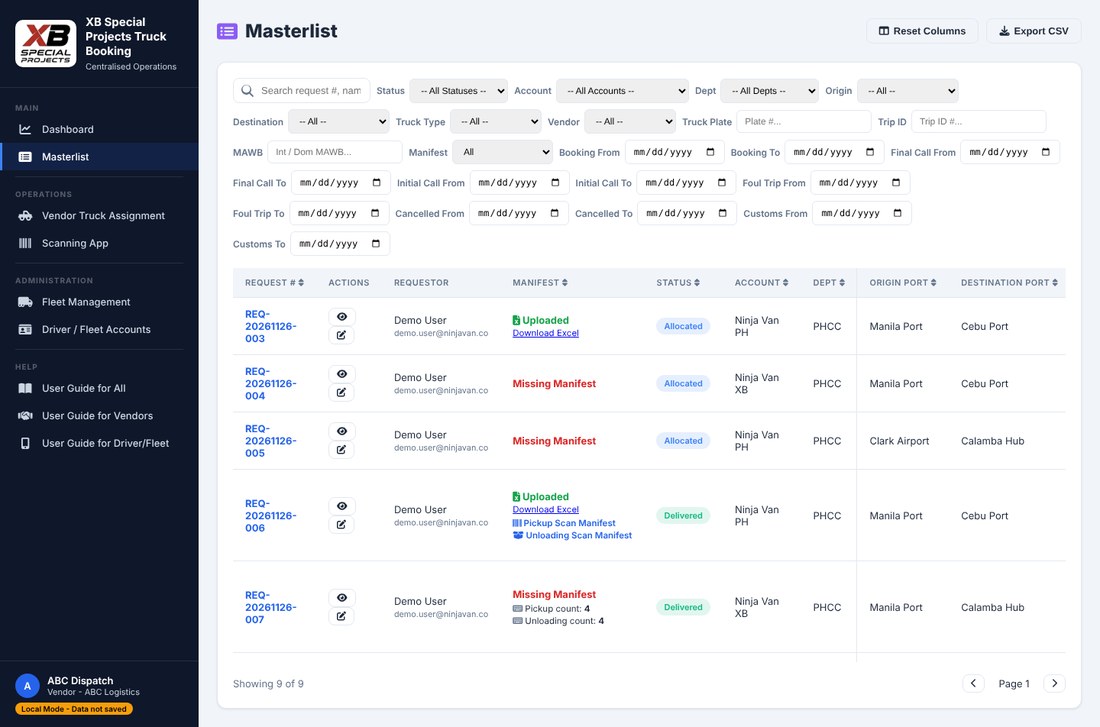 XB
SPECIAL
PROJECTS
XB Special
Projects Truck
Booking
Centralised Operations
MAIN
Dashboard
Masterlist
OPERATIONS
Vendor Truck Assignment
Scanning App
ADMINISTRATION
Fleet Management
Driver / Fleet Accounts
HELP
User Guide for All
User Guide for Vendors
User Guide for Driver/Fleet
A
ABC Dispatch
Vendor - ABC Logistics
Local Mode - Data not saved
Masterlist
Reset Columns
Export CSV
Search request #, nam
Status -- All Statuses -- Account -- All Accounts -- Dept -- All Depts -- Origin -- All --
Destination -- All -- Truck Type -- All -- Vendor -- All -- Truck Plate Plate #... Trip ID Trip ID #...
MAWB Int / Dom MAWB... Manifest All Booking From mm/dd/yyyy Booking To mm/dd/yyyy Final Call From mm/dd/yyyy
Final Call To mm/dd/yyyy Initial Call From mm/dd/yyyy Initial Call To mm/dd/yyyy Foul Trip From mm/dd/yyyy
Foul Trip To mm/dd/yyyy Cancelled From mm/dd/yyyy Cancelled To mm/dd/yyyy Customs From mm/dd/yyyy
Customs To mm/dd/yyyy
REQUEST # ACTIONS REQUESTOR MANIFEST STATUS ACCOUNT DEPT ORIGIN PORT DESTINATION PORT
REQ-
20261126-
003
Demo User
demo.user@ninjavan.co
Uploaded
Download Excel
Allocated
Ninja Van
PH
PHCC
Manila Port
Cebu Port
REQ-
20261126-
004
Demo User
demo.user@ninjavan.co
Missing Manifest
Allocated
Ninja Van
XB
PHCC
Manila Port
Cebu Port
REQ-
20261126-
005
Demo User
demo.user@ninjavan.co
Missing Manifest
Allocated
Ninja Van
PH
PHCC
Clark Airport
Calamba Hub
REQ-
20261126-
006
Demo User
demo.user@ninjavan.co
Uploaded
Download Excel
Pickup Scan Manifest
Unloading Scan Manifest
Delivered
Ninja Van
PH
PHCC
Manila Port
Cebu Port
REQ-
20261126-
007
Demo User
demo.user@ninjavan.co
Missing Manifest
Pickup count: 4
Unloading count: 4
Delivered
Ninja Van
XB
PHCC
Manila Port
Calamba Hub
Showing 9 of 9
Page 1